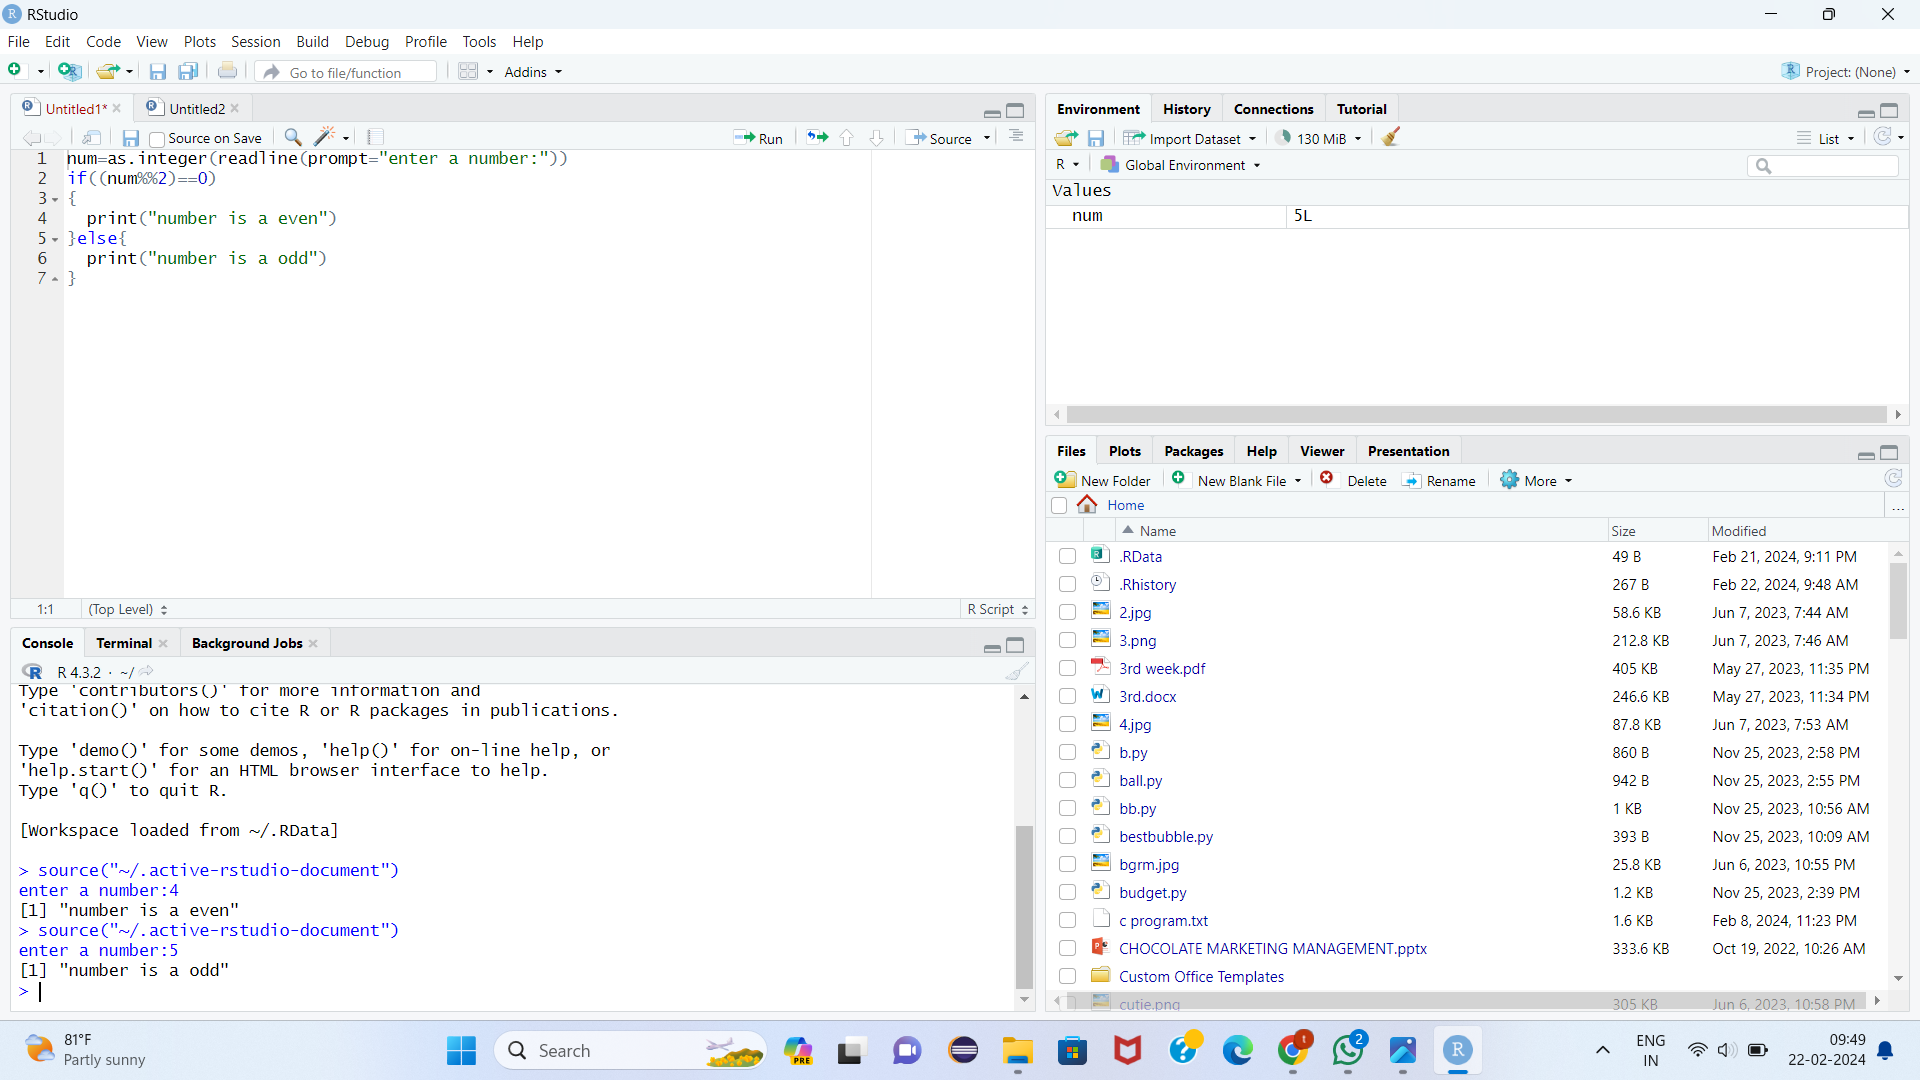 RStudio
File Edit Code View Plots Session Build Debug Profile Tools Help
Go to file/function Addins Project: (None)
Untitled1* Untitled2
Source on Save Run Source
1 num=as.integer(readline(prompt="enter a number:"))
2 if((num%%2)==0)
3 {
4 print("number is a even")
5 }else{
6 print("number is a odd")
7 }
1:1 (Top Level) R Script
Console Terminal Background Jobs
R 4.3.2 · ~/
Type 'contributors()' for more information and
'citation()' on how to cite R or R packages in publications.
Type 'demo()' for some demos, 'help()' for on-line help, or
'help.start()' for an HTML browser interface to help.
Type 'q()' to quit R.
[Workspace loaded from ~/.RData]
> source("~/.active-rstudio-document")
enter a number:4
[1] "number is a even"
> source("~/.active-rstudio-document")
enter a number:5
[1] "number is a odd"
>
Environment History Connections Tutorial
Import Dataset 130 MiB List
R Global Environment
Values
num 5L
Files Plots Packages Help Viewer Presentation
New Folder New Blank File Delete Rename More
Home ...
Name Size Modified
.RData 49 B Feb 21, 2024, 9:11 PM
.Rhistory 267 B Feb 22, 2024, 9:48 AM
2.jpg 58.6 KB Jun 7, 2023, 7:44 AM
3.png 212.8 KB Jun 7, 2023, 7:46 AM
3rd week.pdf 405 KB May 27, 2023, 11:35 PM
3rd.docx 246.6 KB May 27, 2023, 11:34 PM
4.jpg 87.8 KB Jun 7, 2023, 7:53 AM
b.py 860 B Nov 25, 2023, 2:58 PM
ball.py 942 B Nov 25, 2023, 2:55 PM
bb.py 1 KB Nov 25, 2023, 10:56 AM
bestbubble.py 393 B Nov 25, 2023, 10:09 AM
bgrm.jpg 25.8 KB Jun 6, 2023, 10:55 PM
budget.py 1.2 KB Nov 25, 2023, 2:39 PM
c program.txt 1.6 KB Feb 8, 2024, 11:23 PM
CHOCOLATE MARKETING MANAGEMENT.pptx 333.6 KB Oct 19, 2022, 10:26 AM
Custom Office Templates
cutie.png 305 KB Jun 6, 2023, 10:58 PM
81°F
Partly sunny
Search
PRE
2
ENG
IN
09:49
22-02-2024